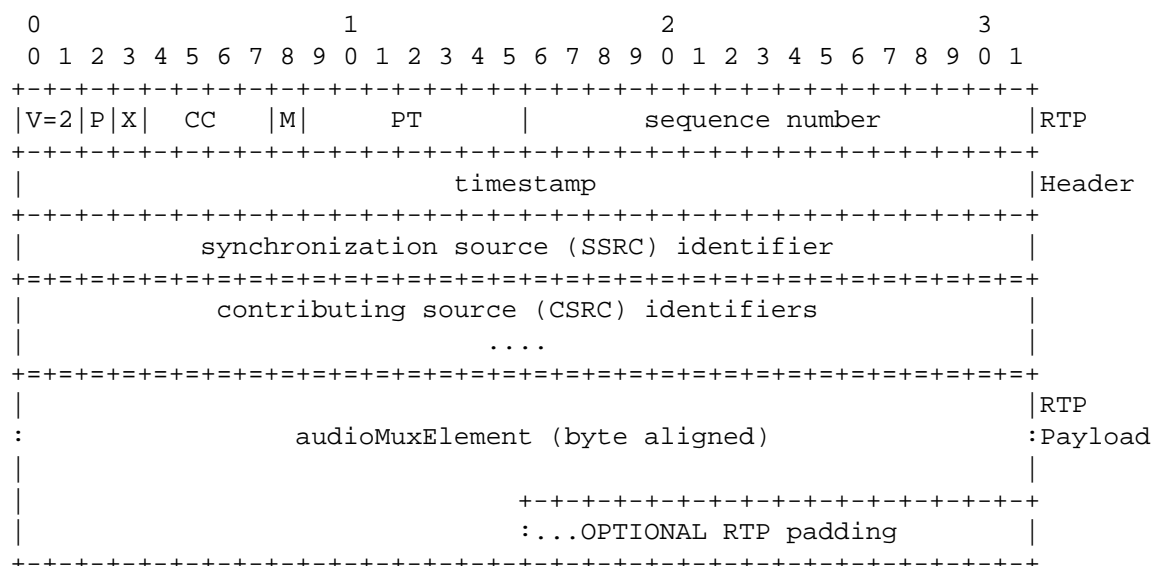 0                   1                   2                   3
 0 1 2 3 4 5 6 7 8 9 0 1 2 3 4 5 6 7 8 9 0 1 2 3 4 5 6 7 8 9 0 1
+-+-+-+-+-+-+-+-+-+-+-+-+-+-+-+-+-+-+-+-+-+-+-+-+-+-+-+-+-+-+-+-+
|V=2|P|X|  CC   |M|     PT      |       sequence number         |RTP
+-+-+-+-+-+-+-+-+-+-+-+-+-+-+-+-+-+-+-+-+-+-+-+-+-+-+-+-+-+-+-+-+
|                           timestamp                           |Header
+-+-+-+-+-+-+-+-+-+-+-+-+-+-+-+-+-+-+-+-+-+-+-+-+-+-+-+-+-+-+-+-+
|           synchronization source (SSRC) identifier            |
+=+=+=+=+=+=+=+=+=+=+=+=+=+=+=+=+=+=+=+=+=+=+=+=+=+=+=+=+=+=+=+=+
|            contributing source (CSRC) identifiers             |
|                             ....                              |
+=+=+=+=+=+=+=+=+=+=+=+=+=+=+=+=+=+=+=+=+=+=+=+=+=+=+=+=+=+=+=+=+
|                                                               |RTP
:                 audioMuxElement (byte aligned)                :Payload
|                                                               |
|                               +-+-+-+-+-+-+-+-+-+-+-+-+-+-+-+-+
|                               :...OPTIONAL RTP padding        |
+-+-+-+-+-+-+-+-+-+-+-+-+-+-+-+-+-+-+-+-+-+-+-+-+-+-+-+-+-+-+-+-+